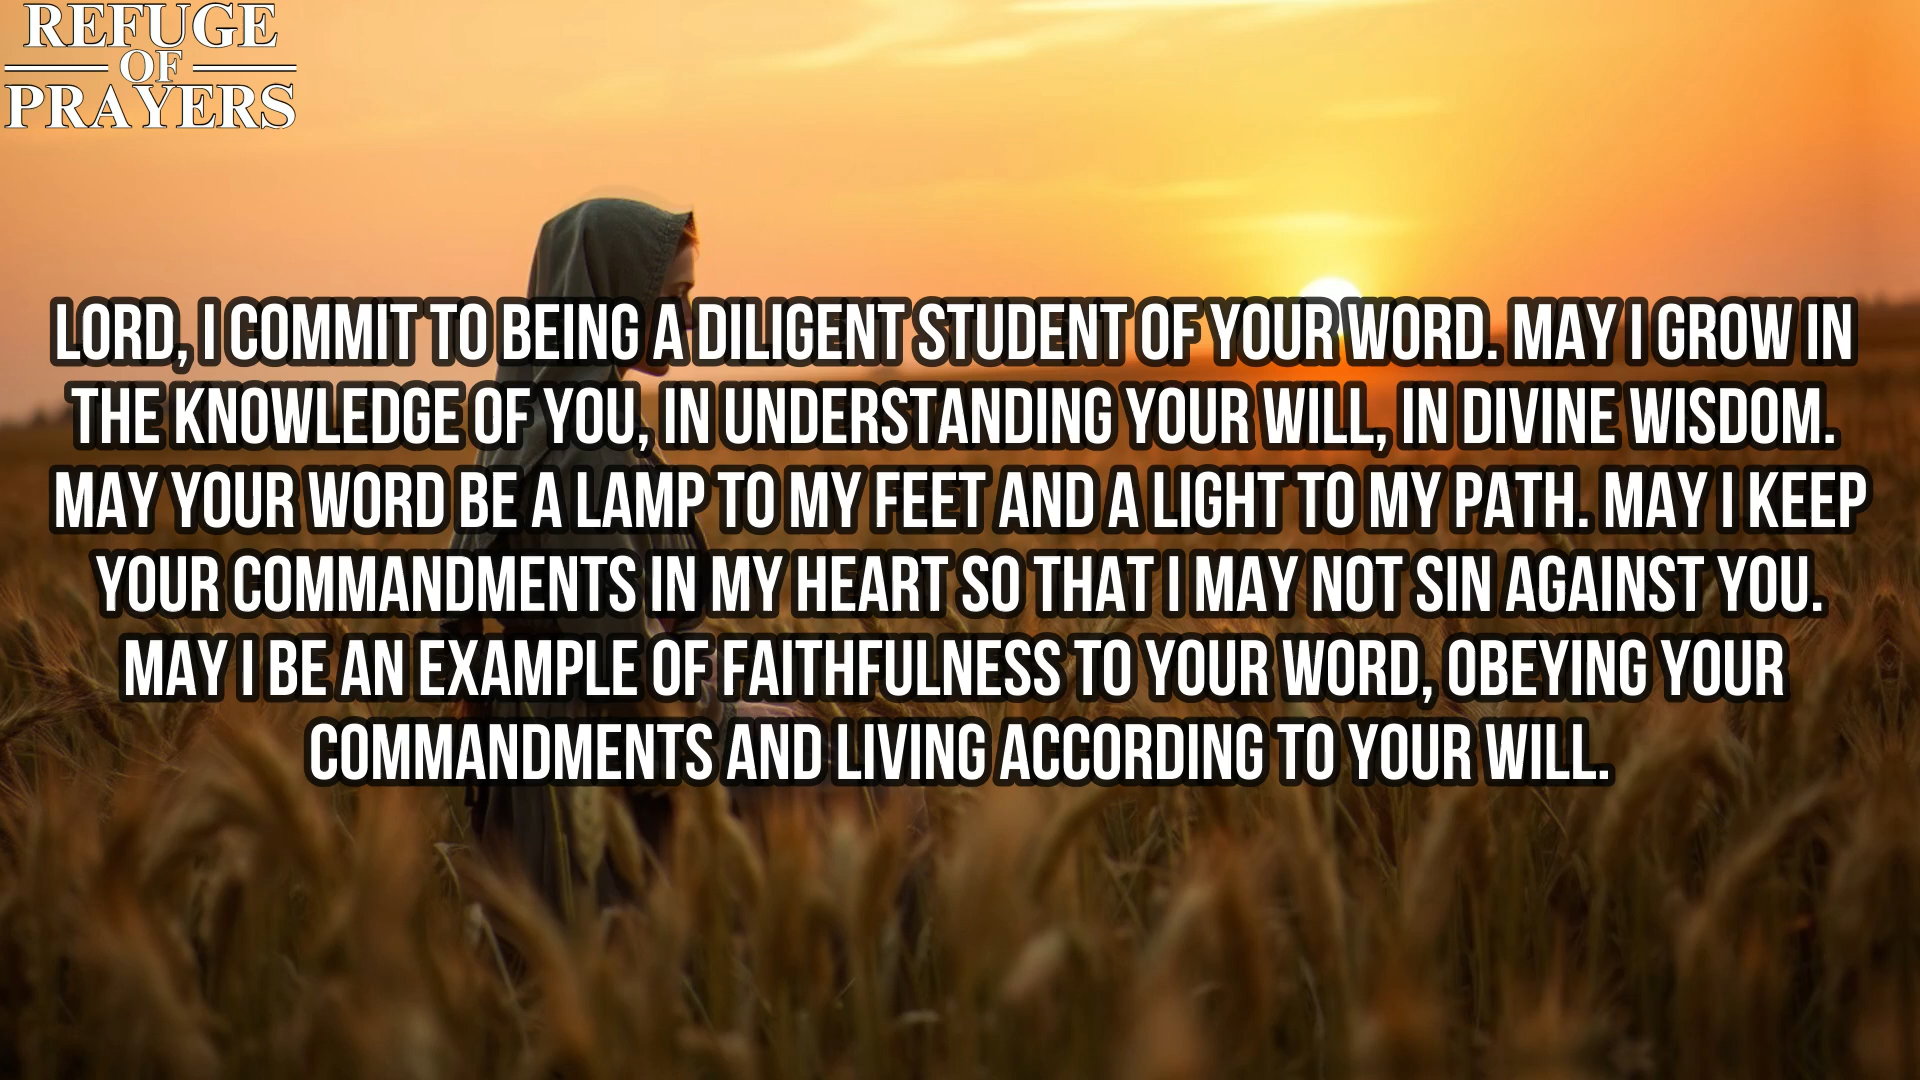 REFUGE
OF
PRAYERS
LORD, I COMMIT TO BEING A DILIGENT STUDENT OF YOUR WORD. MAY I GROW IN
THE KNOWLEDGE OF YOU, IN UNDERSTANDING YOUR WILL, IN DIVINE WISDOM.
MAY YOUR WORD BE A LAMP TO MY FEET AND A LIGHT TO MY PATH. MAY I KEEP
YOUR COMMANDMENTS IN MY HEART SO THAT I MAY NOT SIN AGAINST YOU.
MAY I BE AN EXAMPLE OF FAITHFULNESS TO YOUR WORD, OBEYING YOUR
COMMANDMENTS AND LIVING ACCORDING TO YOUR WILL.